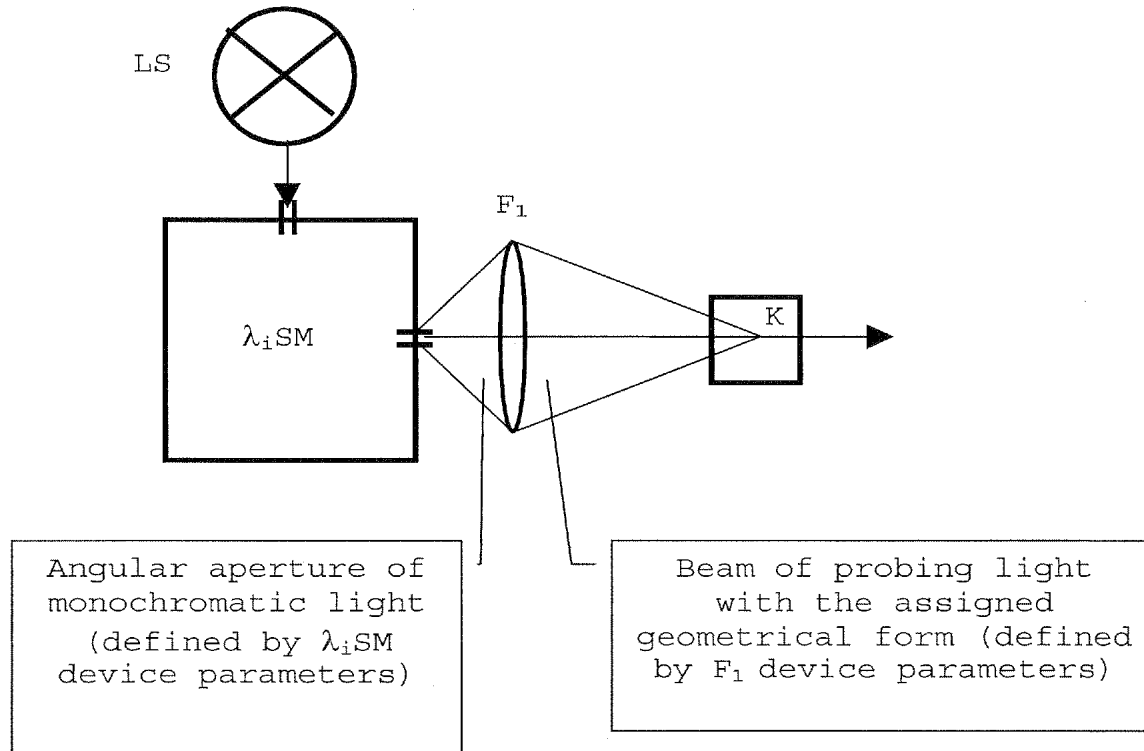 LS
F₁
λᵢSM
K
Angular aperture of
monochromatic light
(defined by λᵢSM
device parameters)
Beam of probing light
with the assigned
geometrical form (defined
by F₁ device parameters)